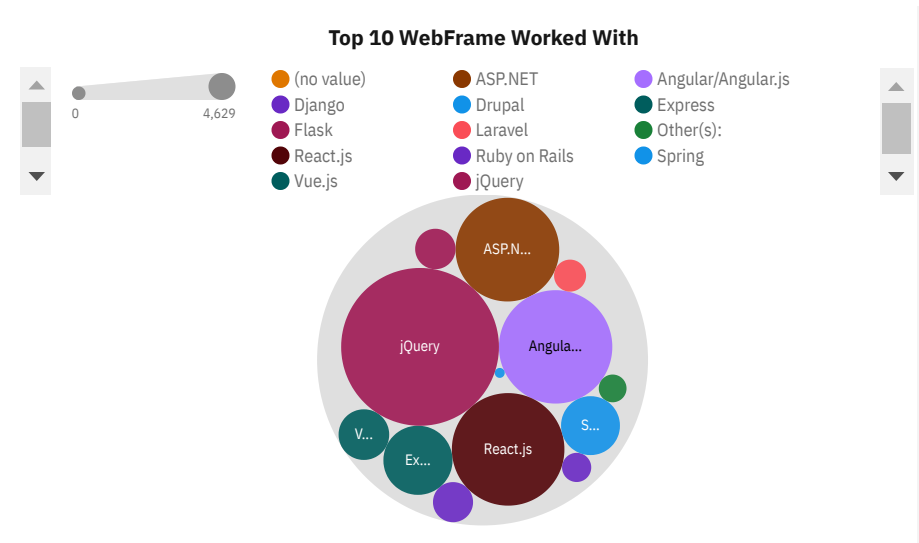 Top 10 WebFrame Worked With
0 4,629
(no value) ASP.NET Angular/Angular.js
Django Drupal Express
Flask Laravel Other(s):
React.js Ruby on Rails Spring
Vue.js jQuery
ASP.N...
jQuery Angula...
S...
V...
Ex... React.js